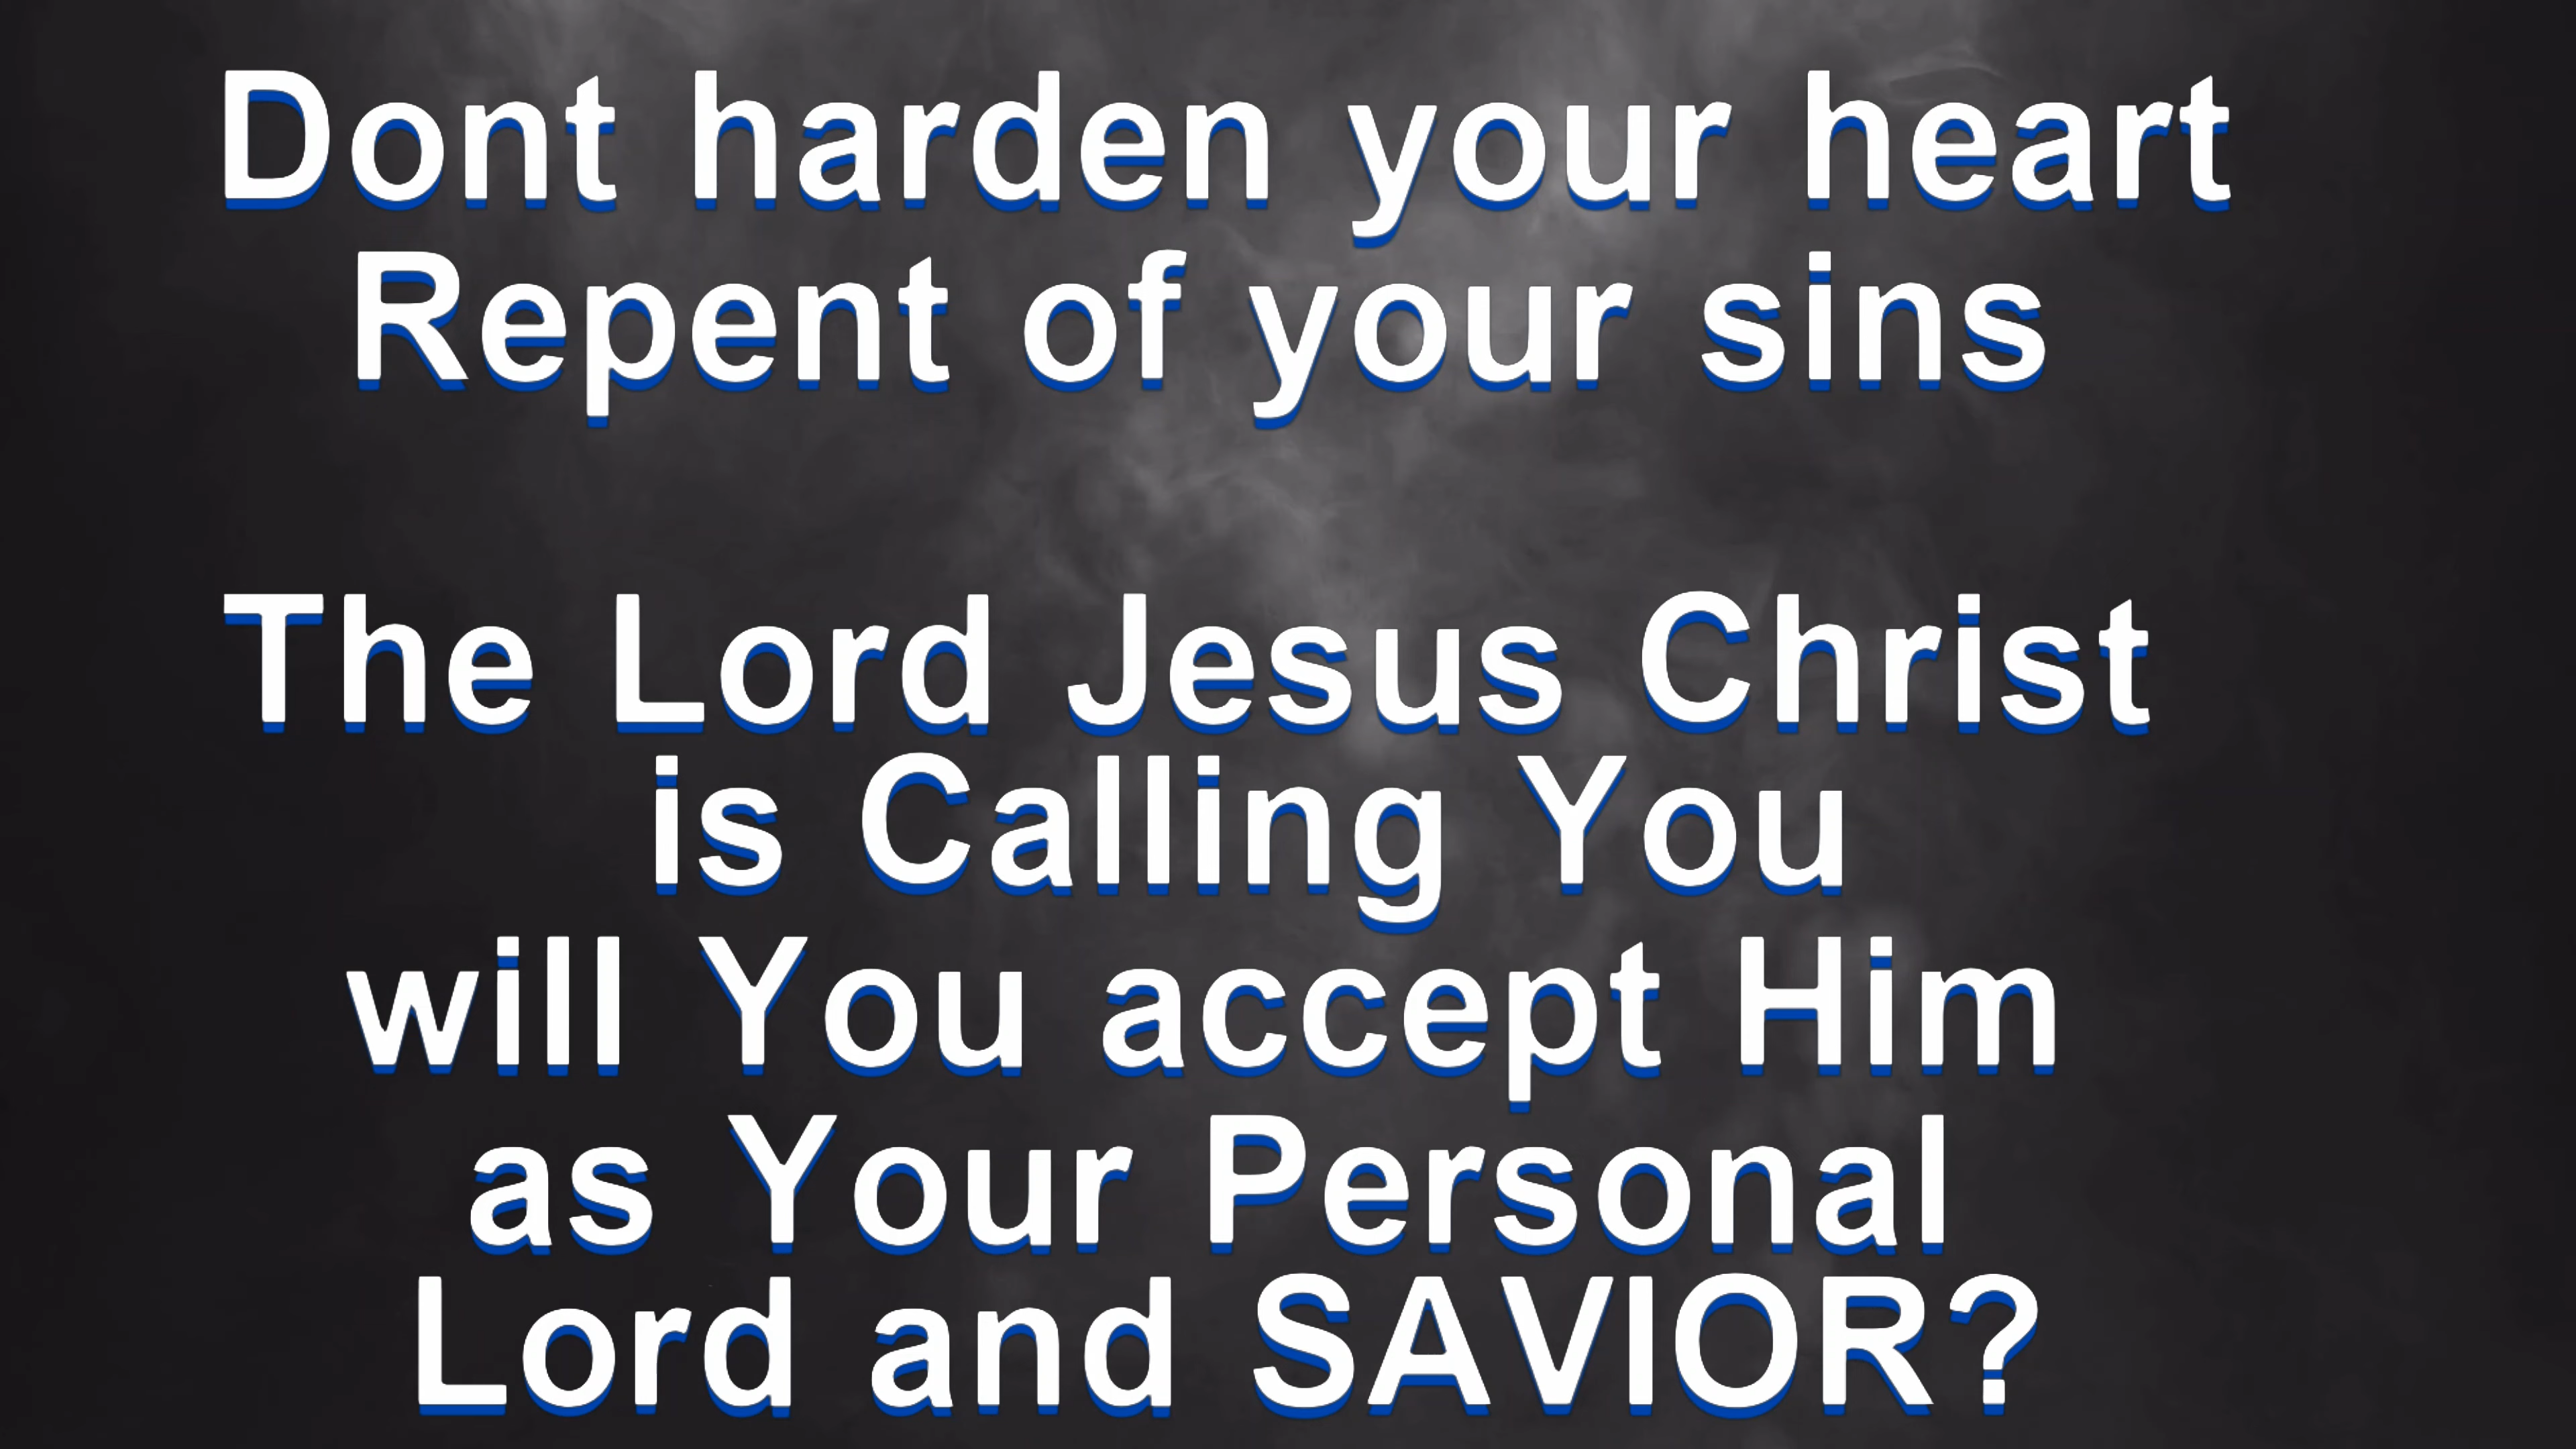 Dont harden your heart
Repent of your sins
The Lord Jesus Christ
is Calling You
will You accept Him
as Your Personal
Lord and SAVIOR?